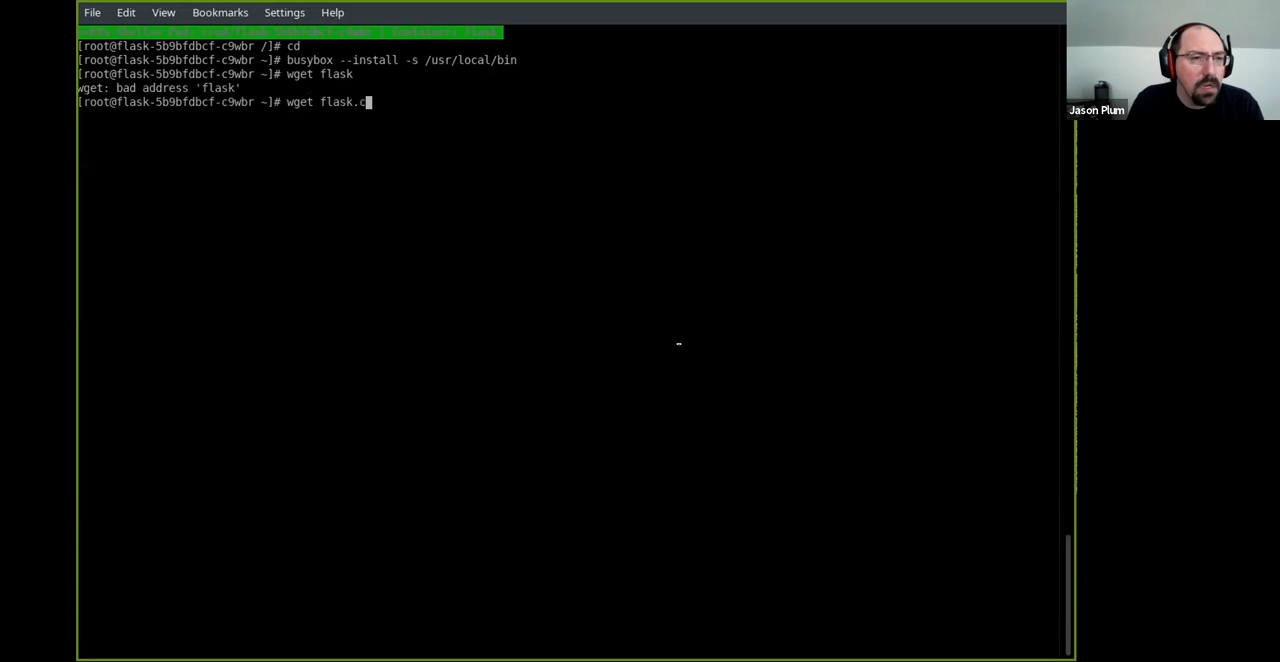 File Edit View Bookmarks Settings Help
[root@flask-5b9bfdbcf-c9wbr /]# cd
[root@flask-5b9bfdbcf-c9wbr ~]# busybox --install -s /usr/local/bin
[root@flask-5b9bfdbcf-c9wbr ~]# wget flask
wget: bad address 'flask'
[root@flask-5b9bfdbcf-c9wbr ~]# wget flask.c
Jason Plum